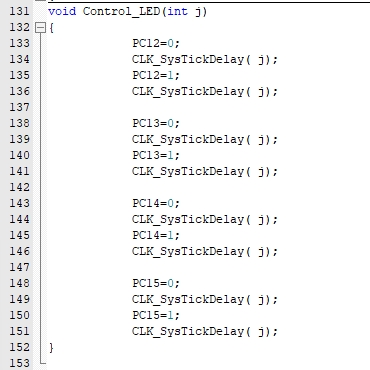 131 void Control_LED(int j)
132 {
133 PC12=0;
134 CLK_SysTickDelay( j);
135 PC12=1;
136 CLK_SysTickDelay( j);
137
138 PC13=0;
139 CLK_SysTickDelay( j);
140 PC13=1;
141 CLK_SysTickDelay( j);
142
143 PC14=0;
144 CLK_SysTickDelay( j);
145 PC14=1;
146 CLK_SysTickDelay( j);
147
148 PC15=0;
149 CLK_SysTickDelay( j);
150 PC15=1;
151 CLK_SysTickDelay( j);
152 }
153